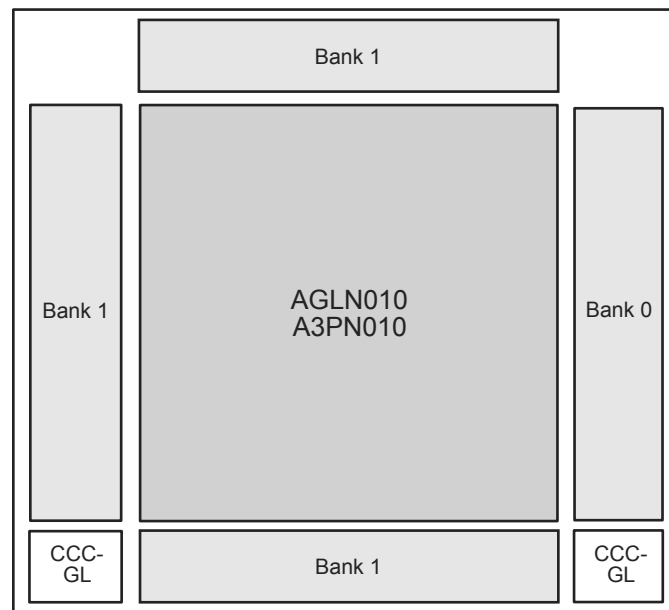 Bank 1
Bank 1
AGLN010
A3PN010
Bank 0
CCC-
GL
Bank 1
CCC-
GL